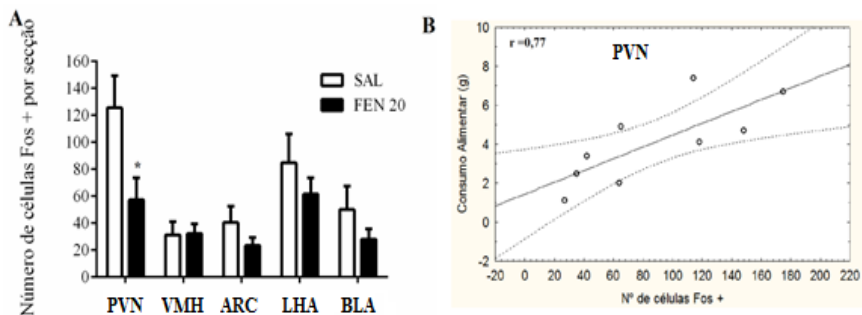 A
Número de células Fos + por secção
160
140
120
100
80
60
40
20
0
SAL
FEN 20
*
PVN VMH ARC LHA BLA
B
r =0,77
PVN
Consumo Alimentar (g)
10
8
6
4
2
0
-2
-20 0 20 40 60 80 100 120 140 160 180 200 220
Nº de células Fos +